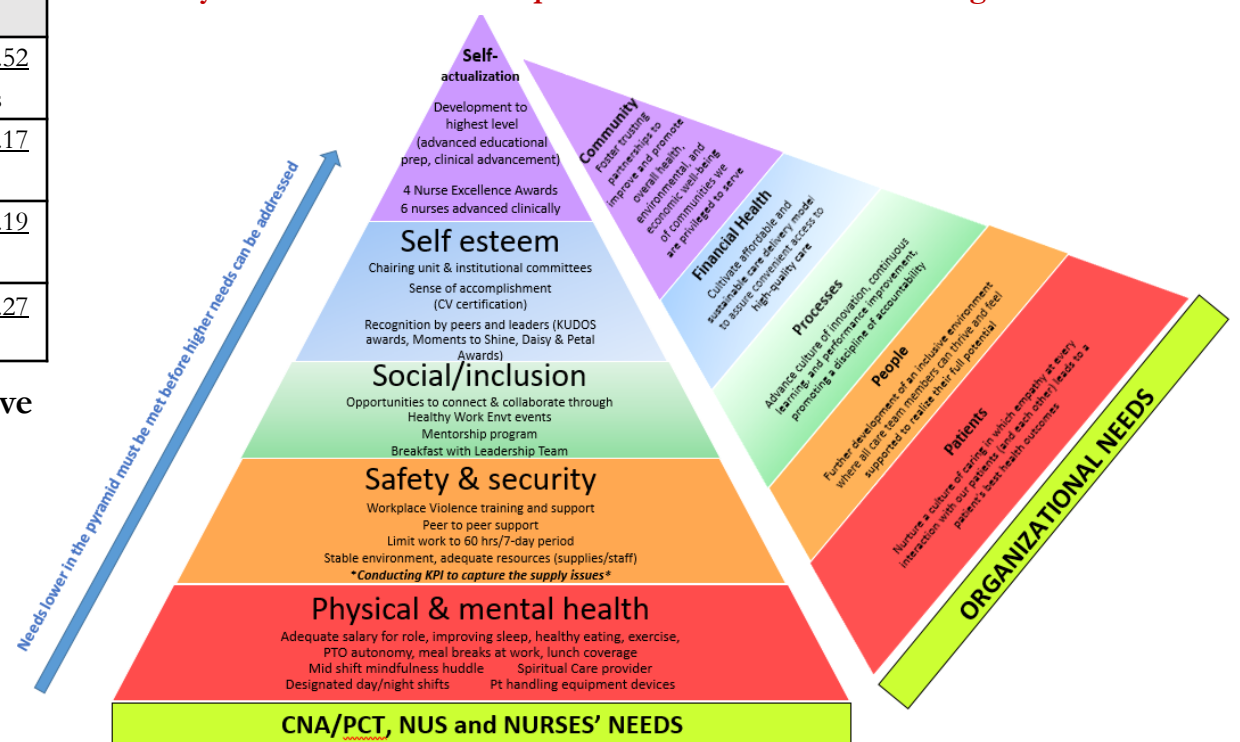 .52
.17
.19
.27
ve
Needs lower in the pyramid must be met before higher needs can be addressed
Self-
actualization
Development to
highest level
(advanced educational
prep, clinical advancement)
4 Nurse Excellence Awards
6 nurses advanced clinically
Self esteem
Chairing unit & institutional committees
Sense of accomplishment
(CV certification)
Recognition by peers and leaders (KUDOS
awards, Moments to Shine, Daisy & Petal
Awards)
Social/inclusion
Opportunities to connect & collaborate through
Healthy Work Envt events
Mentorship program
Breakfast with Leadership Team
Safety & security
Workplace Violence training and support
Peer to peer support
Limit work to 60 hrs/7-day period
Stable environment, adequate resources (supplies/staff)
*Conducting KPI to capture the supply issues*
Physical & mental health
Adequate salary for role, improving sleep, healthy eating, exercise,
PTO autonomy, meal breaks at work, lunch coverage
Mid shift mindfulness huddle Spiritual Care provider
Designated day/night shifts Pt handling equipment devices
CNA/PCT, NUS and NURSES’ NEEDS
Community
Foster trusting
partnerships to
improve and promote
overall health,
environmental, and
economic well-being
of communities we
are privileged to serve
Financial Health
Cultivate affordable and
sustainable care delivery model
to assure convenient access to
high-quality care
Processes
Advance culture of innovation, continuous
learning, and performance improvement,
promoting a discipline of accountability
People
Further development of an inclusive environment
where all care team members can thrive and feel
supported to realize their full potential
Patients
Nurture a culture of caring in which empathy at every
interaction with our patients (and each other) leads to a
patient's best health outcomes
ORGANIZATIONAL NEEDS